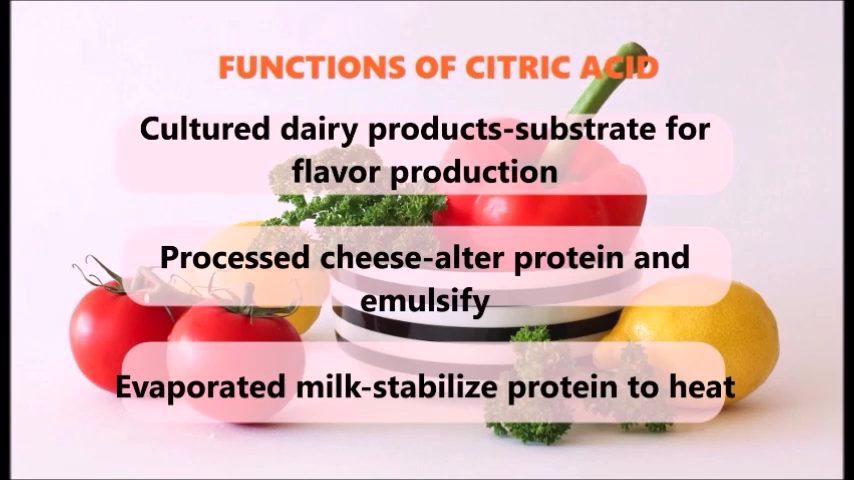 FUNCTIONS OF CITRIC ACID
Cultured dairy products-substrate for
flavor production
Processed cheese-alter protein and
emulsify
Evaporated milk-stabilize protein to heat